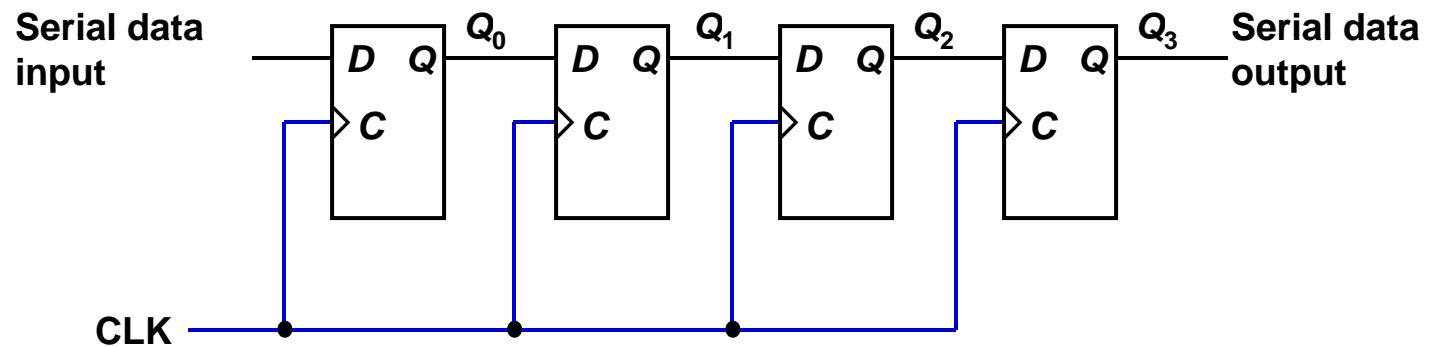 Serial data
input
Q0
Q1
Q2
Q3
Serial data
output
D Q
D Q
D Q
D Q
C
C
C
C
CLK